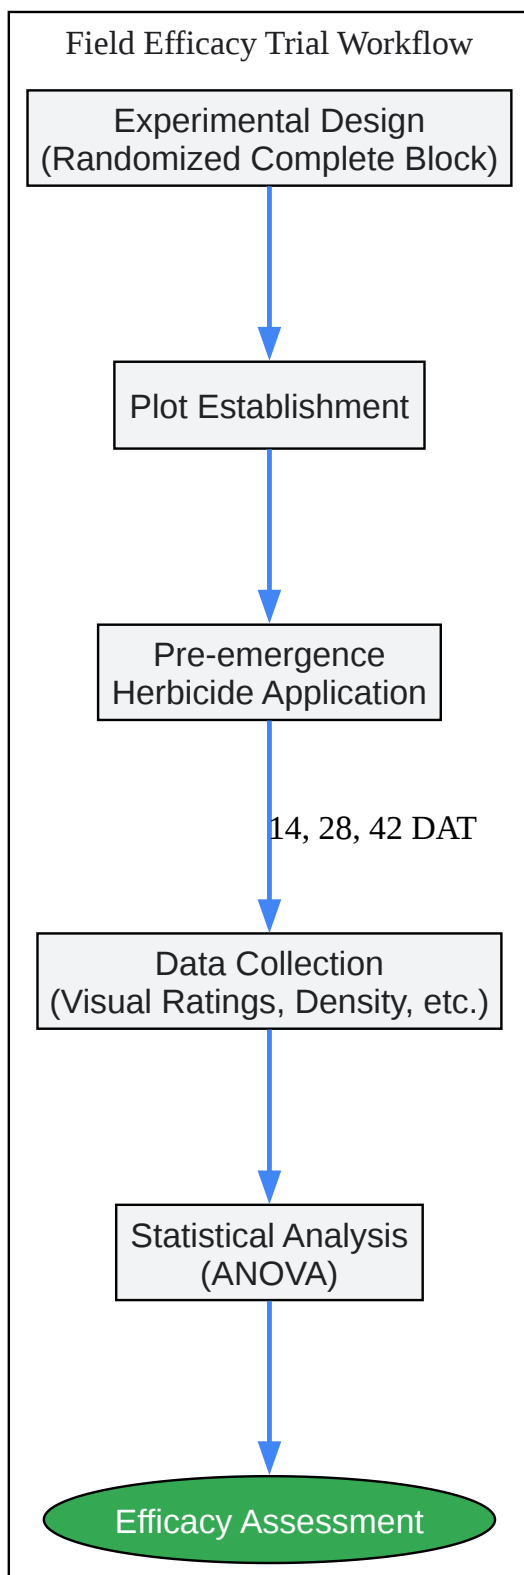 Field Efficacy Trial Workflow
Experimental Design
(Randomized Complete Block)
Plot Establishment
Pre-emergence
Herbicide Application
14, 28, 42 DAT
Data Collection
(Visual Ratings, Density, etc.)
Statistical Analysis
(ANOVA)
Efficacy Assessment